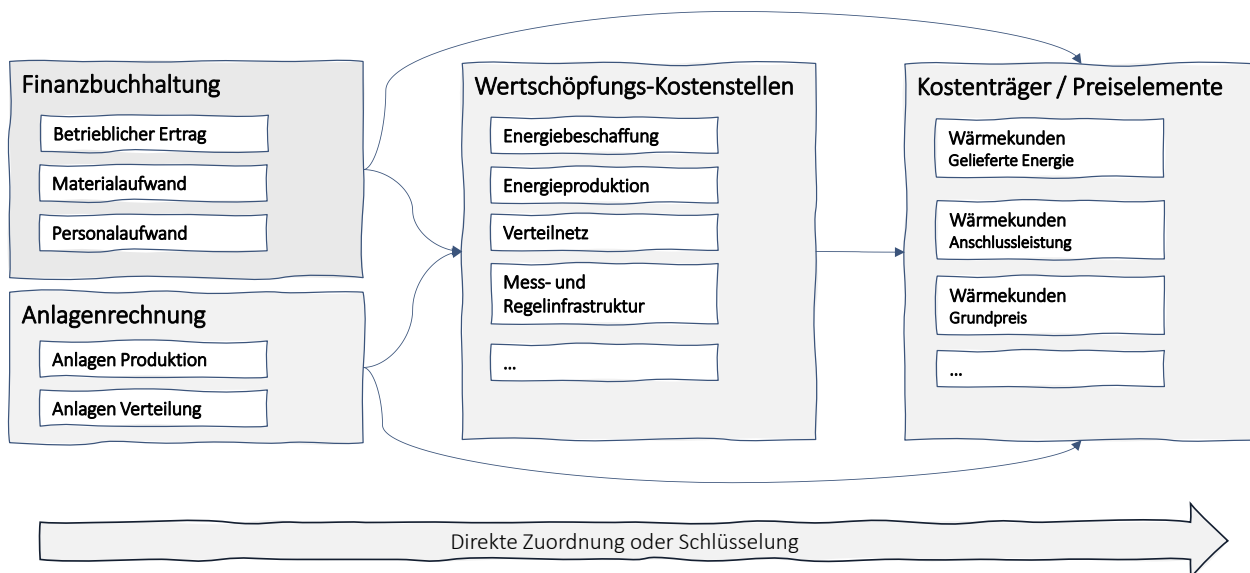 Finanzbuchhaltung
Betrieblicher Ertrag
Materialaufwand
Personalaufwand
Anlagenrechnung
Anlagen Produktion
Anlagen Verteilung
Wertschöpfungs-Kostenstellen
Energiebeschaffung
Energieproduktion
Verteilnetz
Mess- und
Regelinfrastruktur
...
Kostenträger / Preiselemente
Wärmekunden
Gelieferte Energie
Wärmekunden
Anschlussleistung
Wärmekunden
Grundpreis
...
Direkte Zuordnung oder Schlüsselung